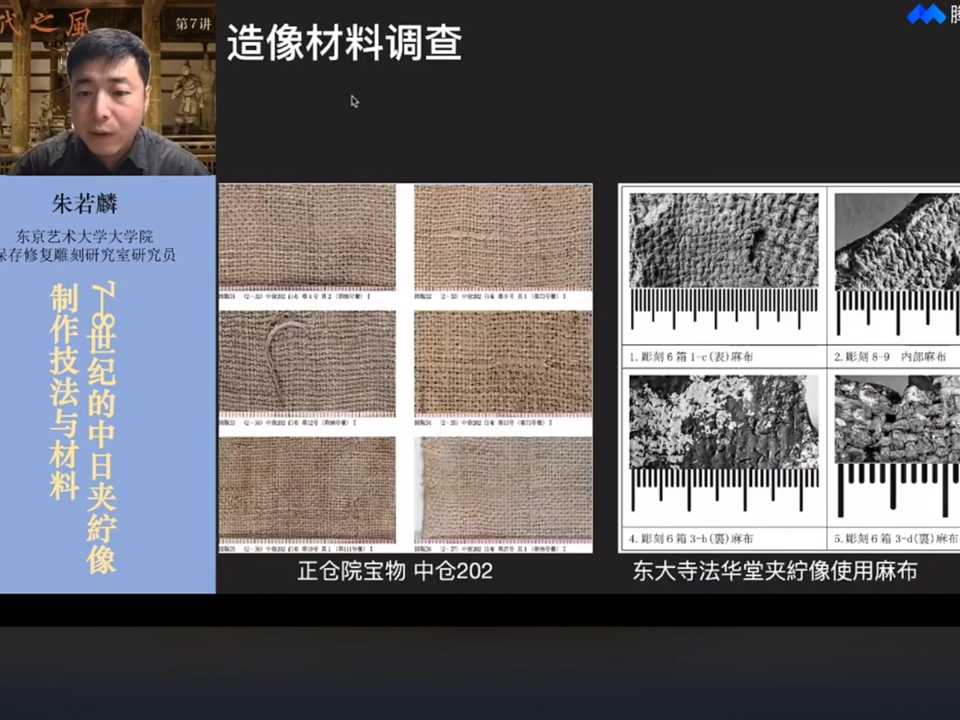 代之風
第7讲
造像材料调查
腾
朱若麟
东京艺术大学大学院
保存修复雕刻研究室研究员
7-8世纪的中日夹紵像
制作技法与材料
1.彫刻6箱1-c(表)麻布
2.彫刻8-9 内部麻布
4.彫刻6箱3-b(裏)麻布
5.彫刻6箱3-d(裏)麻布
正仓院宝物 中仓202
东大寺法华堂夹紵像使用麻布